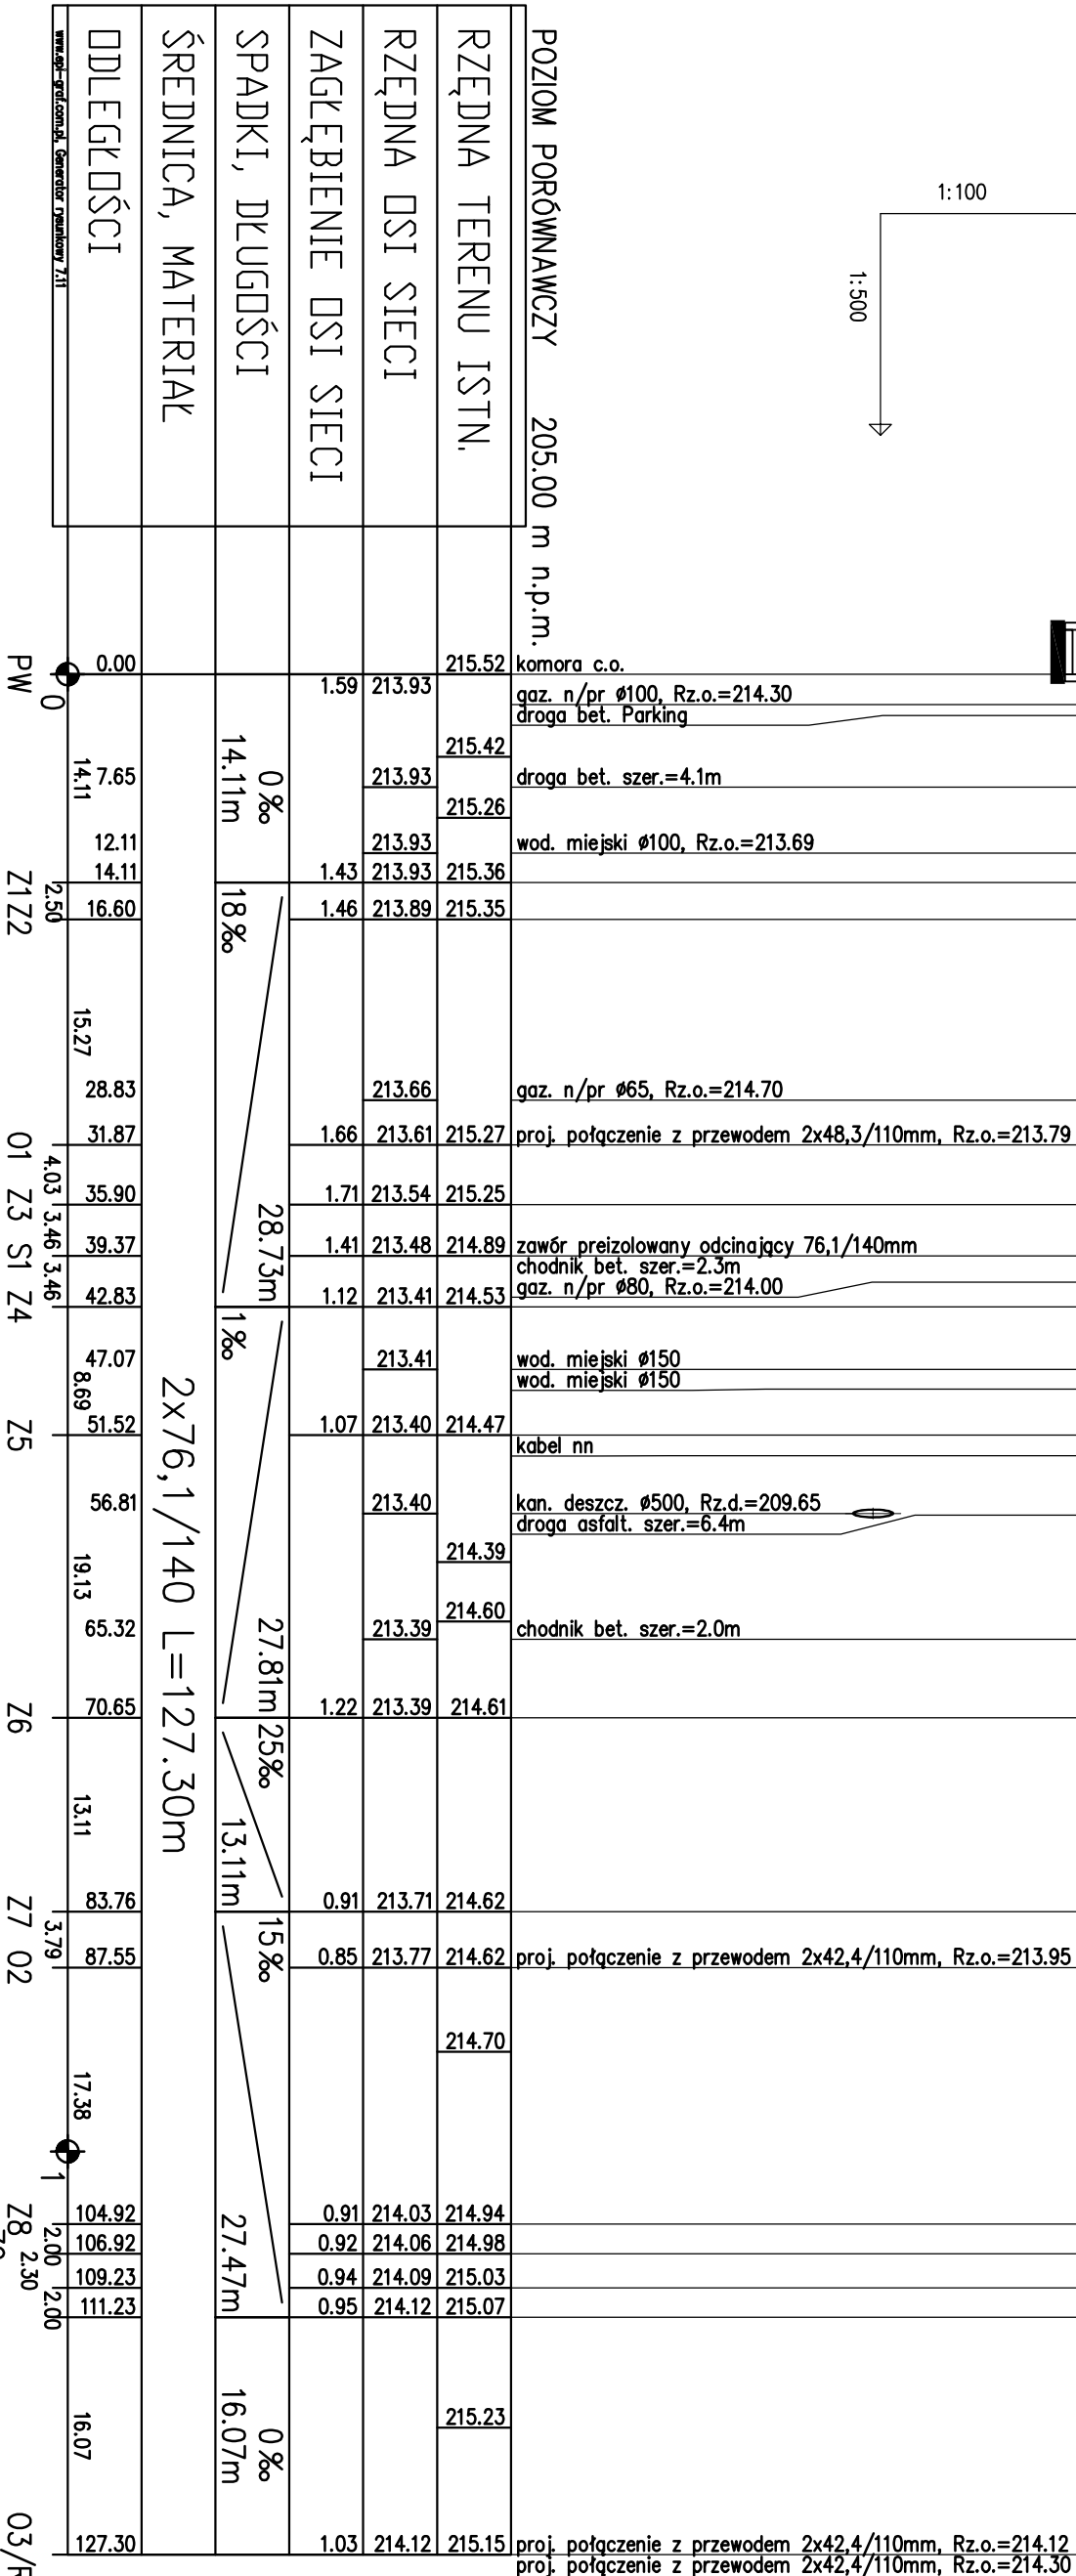 1:100
1:500
POZIOM PORÓWNAWCZY 205.00 m n.p.m.
RZĘDNA TERENU ISTN.
RZĘDNA OSI SIECI
ZAGŁĘBIENIE OSI SIECI
SPADKI, DŁUGOŚCI
ŚREDNICA, MATERIAŁ
ODLEGŁOŚCI
www.epi-graf.com.pl, Generator rysunkowy 7.11
0.00 215.52 komora c.o.
1.59 213.93
gaz. n/pr ø100, Rz.o.=214.30
droga bet. Parking
215.42
7.65 213.93 droga bet. szer.=4.1m
215.26
12.11 213.93 wod. miejski ø100, Rz.o.=213.69
14.11 1.43 213.93 215.36
16.60 1.46 213.89 215.35
28.83 213.66 gaz. n/pr ø65, Rz.o.=214.70
31.87 1.66 213.61 215.27 proj. połączenie z przewodem 2x48,3/110mm, Rz.o.=213.79
35.90 1.71 213.54 215.25
39.37 1.41 213.48 214.89 zawór preizolowany odcinający 76,1/140mm
chodnik bet. szer.=2.3m
gaz. n/pr ø80, Rz.o.=214.00
42.83 1.12 213.41 214.53
47.07 213.41 wod. miejski ø150
wod. miejski ø150
51.52 1.07 213.40 214.47
kabel nn
56.81 213.40 kan. deszcz. ø500, Rz.d.=209.65
droga asfalt. szer.=6.4m
214.39
214.60
65.32 213.39 chodnik bet. szer.=2.0m
70.65 1.22 213.39 214.61
83.76 0.91 213.71 214.62
87.55 0.85 213.77 214.62 proj. połączenie z przewodem 2x42,4/110mm, Rz.o.=213.95
214.70
104.92 0.91 214.03 214.94
106.92 0.92 214.06 214.98
109.23 0.94 214.09 215.03
111.23 0.95 214.12 215.07
215.23
127.30 1.03 214.12 215.15 proj. połączenie z przewodem 2x42,4/110mm, Rz.o.=214.12
proj. połączenie z przewodem 2x42,4/110mm, Rz.o.=214.30
0‰ 14.11m
18‰ 28.73m
1‰ 27.81m
25‰ 13.11m
15‰ 27.47m
0‰ 16.07m
2x76,1/140 L=127.30m
14.11 2.50 15.27 4.03 3.46 3.46 8.69 19.13 13.11 3.79 17.38 2.00 2.30 2.00 16.07
0 1
PW Z1 Z2 O1 Z3 S1 Z4 Z5 Z6 Z7 O2 Z8